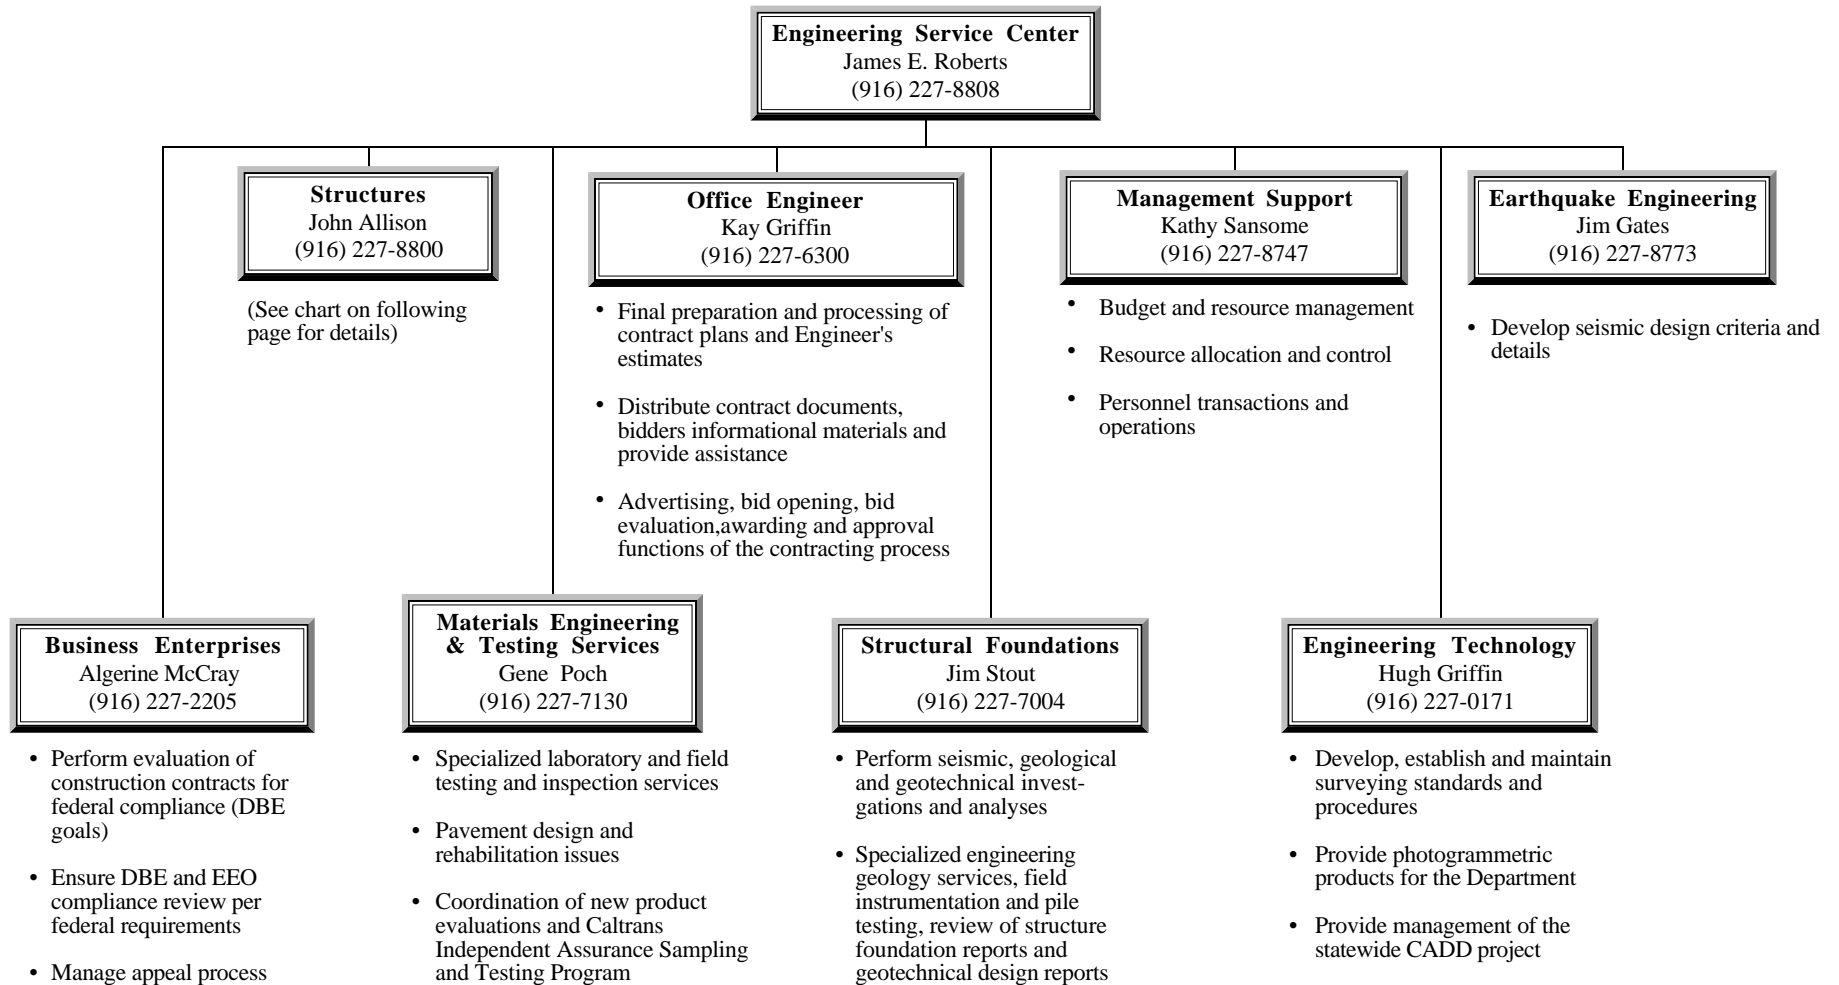 Engineering Service Center
James E. Roberts
(916) 227-8808
Structures
John Allison
(916) 227-8800
(See chart on following
page for details)
Office Engineer
Kay Griffin
(916) 227-6300
• Final preparation and processing of
contract plans and Engineer's
estimates
• Distribute contract documents,
bidders informational materials and
provide assistance
• Advertising, bid opening, bid
evaluation,awarding and approval
functions of the contracting process
Management Support
Kathy Sansome
(916) 227-8747
• Budget and resource management
• Resource allocation and control
• Personnel transactions and
operations
Earthquake Engineering
Jim Gates
(916) 227-8773
• Develop seismic design criteria and
details
Business Enterprises
Algerine McCray
(916) 227-2205
• Perform evaluation of
construction contracts for
federal compliance (DBE
goals)
• Ensure DBE and EEO
compliance review per
federal requirements
• Manage appeal process
Materials Engineering
& Testing Services
Gene Poch
(916) 227-7130
• Specialized laboratory and field
testing and inspection services
• Pavement design and
rehabilitation issues
• Coordination of new product
evaluations and Caltrans
Independent Assurance Sampling
and Testing Program
Structural Foundations
Jim Stout
(916) 227-7004
• Perform seismic, geological
and geotechnical invest-
gations and analyses
• Specialized engineering
geology services, field
instrumentation and pile
testing, review of structure
foundation reports and
geotechnical design reports
Engineering Technology
Hugh Griffin
(916) 227-0171
• Develop, establish and maintain
surveying standards and
procedures
• Provide photogrammetric
products for the Department
• Provide management of the
statewide CADD project